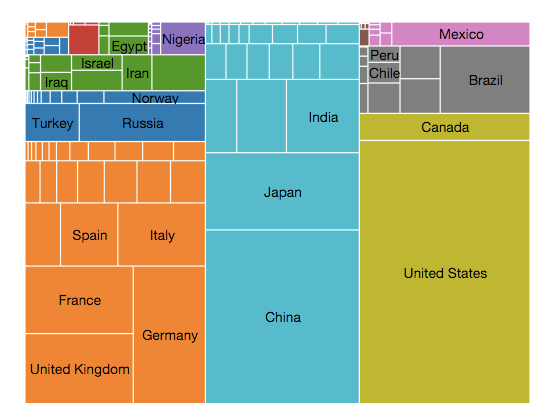 Egypt
Nigeria
Israel
Iraq
Iran
Norway
Turkey
Russia
Spain
Italy
France
Germany
United Kingdom
India
Japan
China
Mexico
Peru
Chile
Brazil
Canada
United States